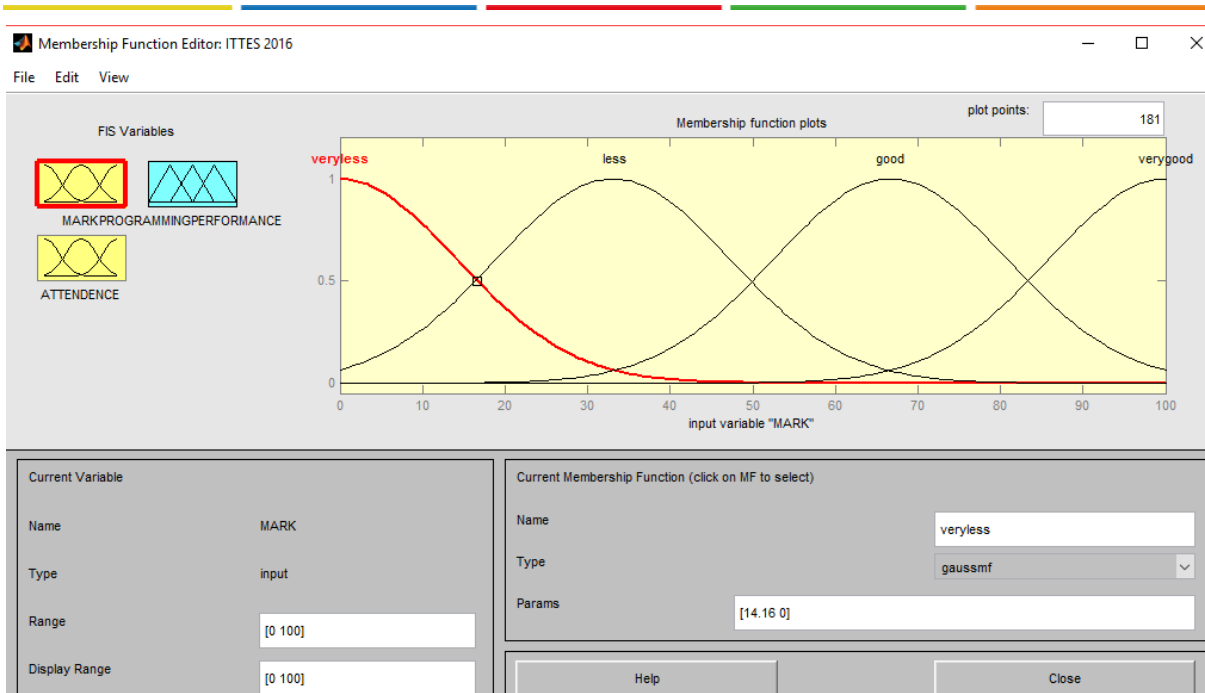 Membership Function Editor: ITTES 2016
File Edit View
FIS Variables
MARKPROGRAMMINGPERFORMANCE
ATTENDENCE
Membership function plots
plot points:
181
veryless
less
good
verygood
1
0.5
0
0 10 20 30 40 50 60 70 80 90 100
input variable "MARK"
Current Variable
Name MARK
Type input
Range [0 100]
Display Range [0 100]
Current Membership Function (click on MF to select)
Name veryless
Type gaussmf
Params [14.16 0]
Help Close